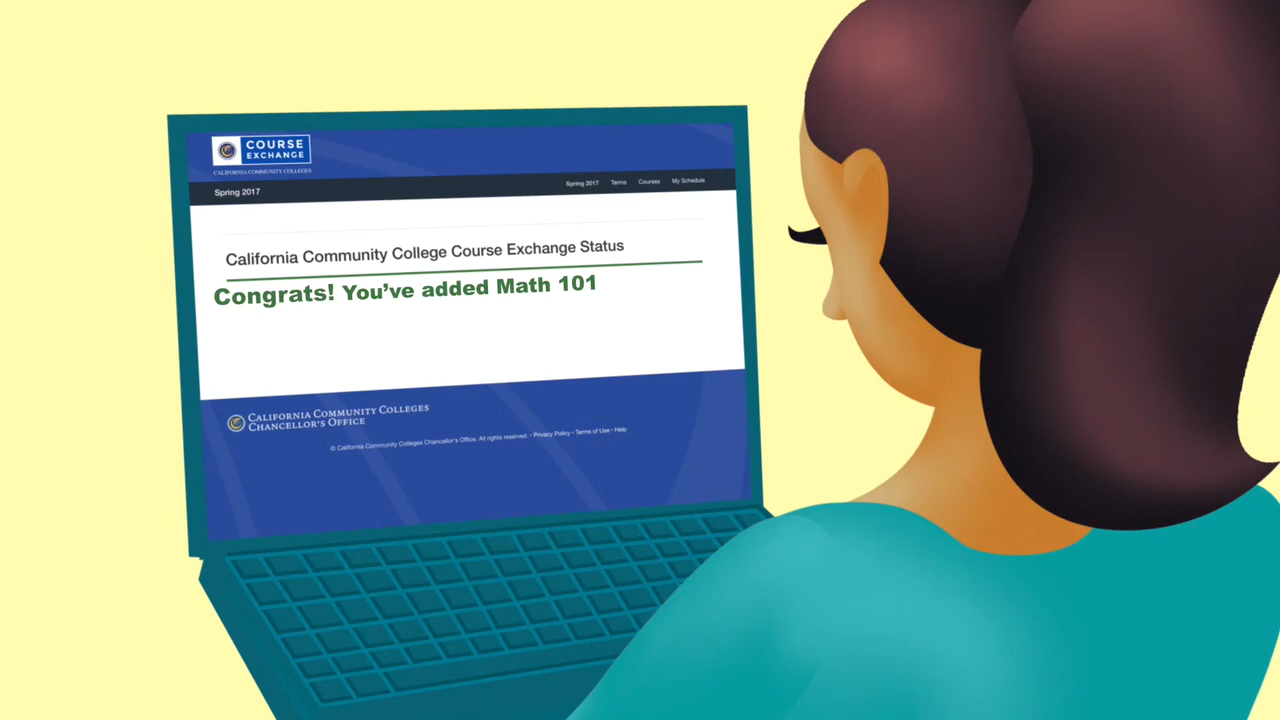 COURSE
EXCHANGE
CALIFORNIA COMMUNITY COLLEGES
Spring 2017
Spring 2017 Terms Courses My Schedule
California Community College Course Exchange Status
Congrats! You’ve added Math 101
CALIFORNIA COMMUNITY COLLEGES
CHANCELLOR'S OFFICE
© California Community Colleges Chancellor's Office. All rights reserved. • Privacy Policy • Terms of Use • Help